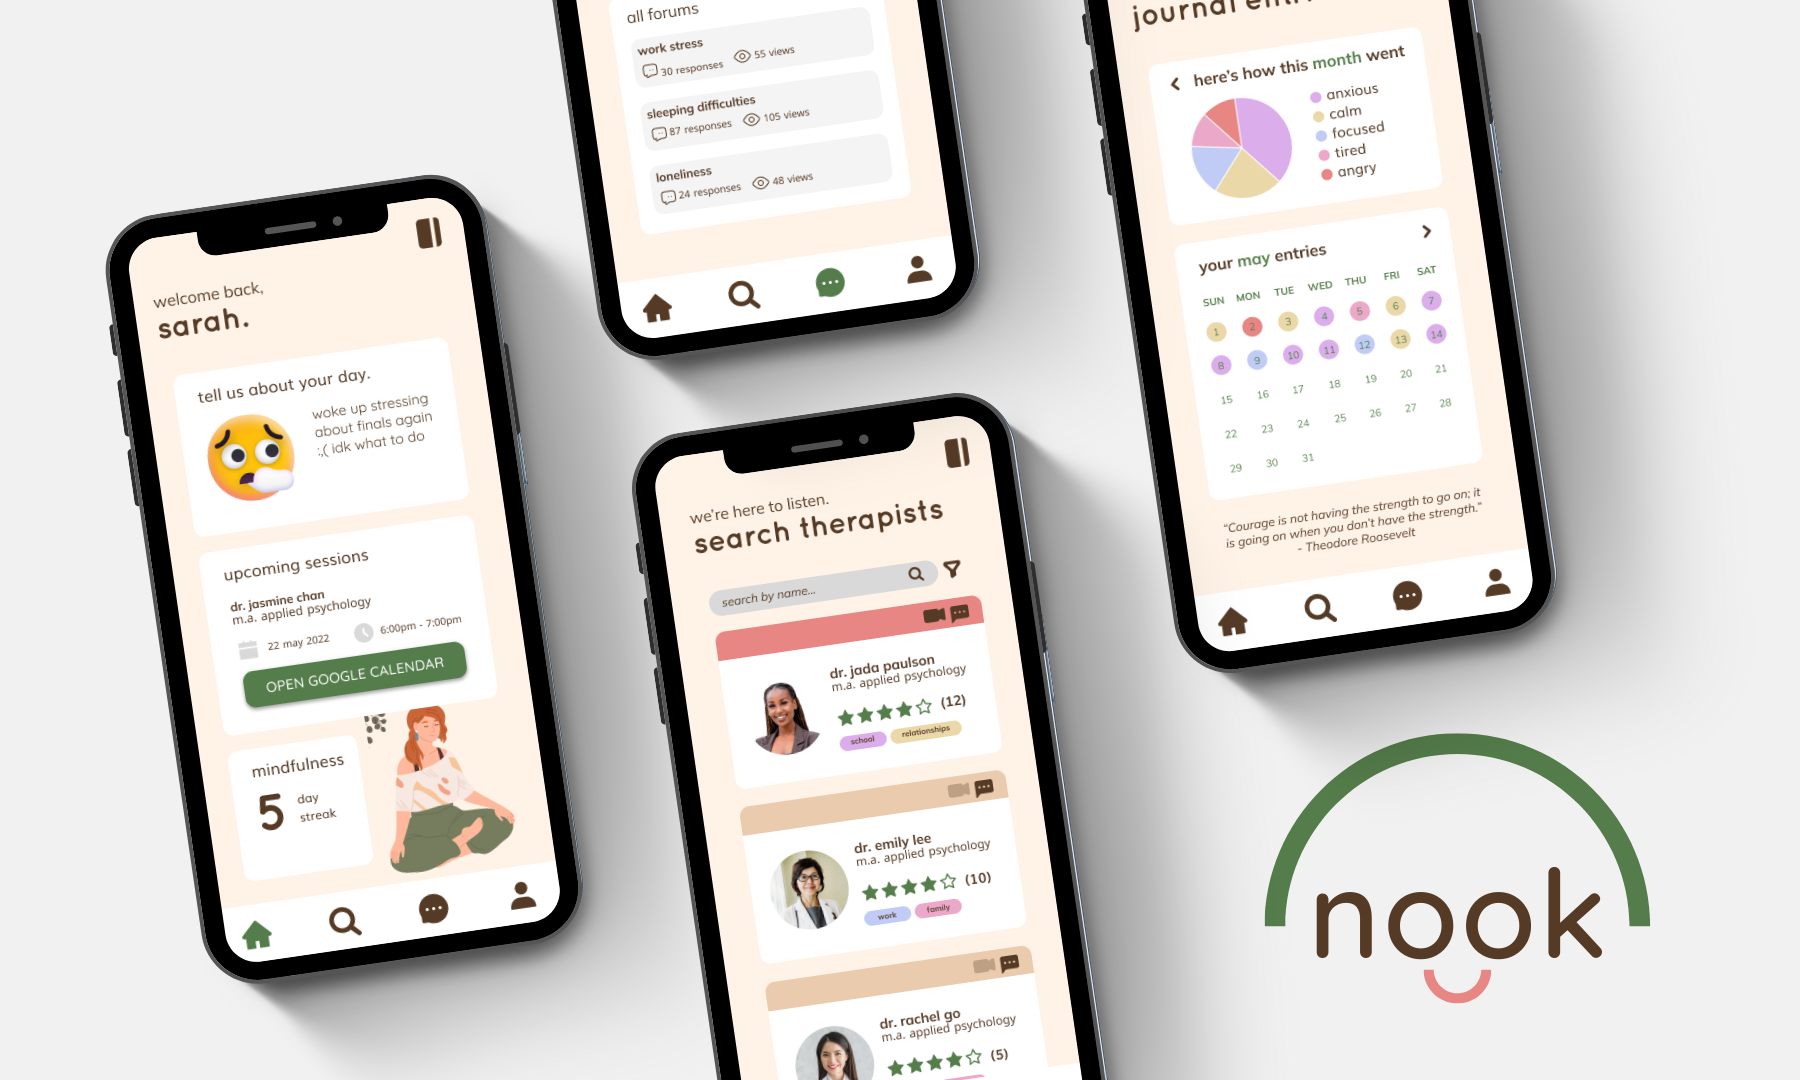 welcome back,
sarah.
tell us about your day.
woke up stressing
about finals again
:,( idk what to do
upcoming sessions
dr. jasmine chan
m.a. applied psychology
22 may 2022
6:00pm - 7:00pm
OPEN GOOGLE CALENDAR
mindfulness
5 day
streak
all forums
work stress
30 responses 55 views
sleeping difficulties
87 responses 105 views
loneliness
24 responses 48 views
we're here to listen.
search therapists
search by name...
dr. jada paulson
m.a. applied psychology
(12)
school relationships
dr. emily lee
m.a. applied psychology
(10)
work family
dr. rachel go
m.a. applied psychology
(5)
journal
here's how this month went
anxious
calm
focused
tired
angry
your may entries
SUN MON TUE WED THU FRI SAT
1 2 3 4 5 6 7
8 9 10 11 12 13 14
15 16 17 18 19 20 21
22 23 24 25 26 27 28
29 30 31
“Courage is not having the strength to go on; it
is going on when you don't have the strength.”
- Theodore Roosevelt
nook